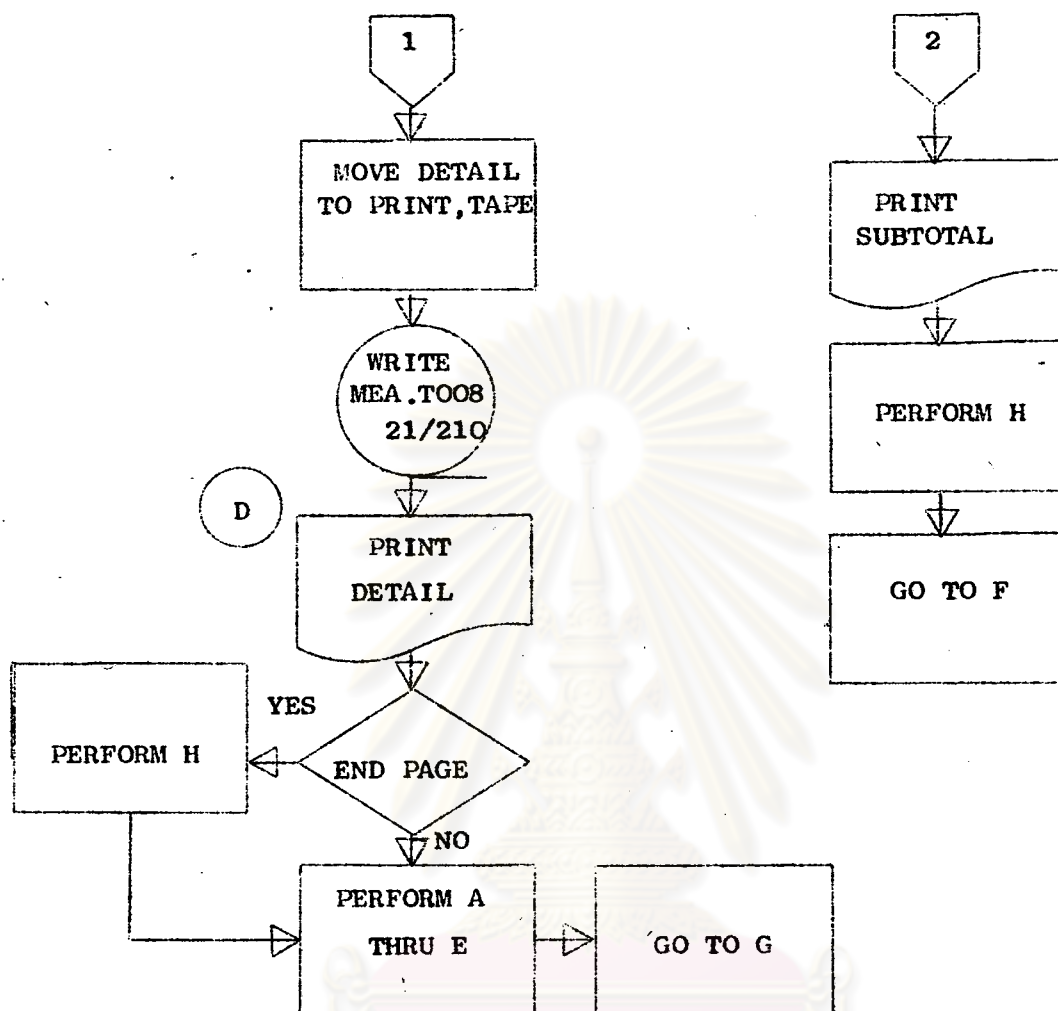 1
MOVE DETAIL
TO PRINT,TAPE
WRITE
MEA.TOO8
21/210
D
PRINT
DETAIL
YES
PERFORM H
END PAGE
NO
PERFORM A
THRU E
GO TO G
2
PRINT
SUBTOTAL
PERFORM H
GO TO F